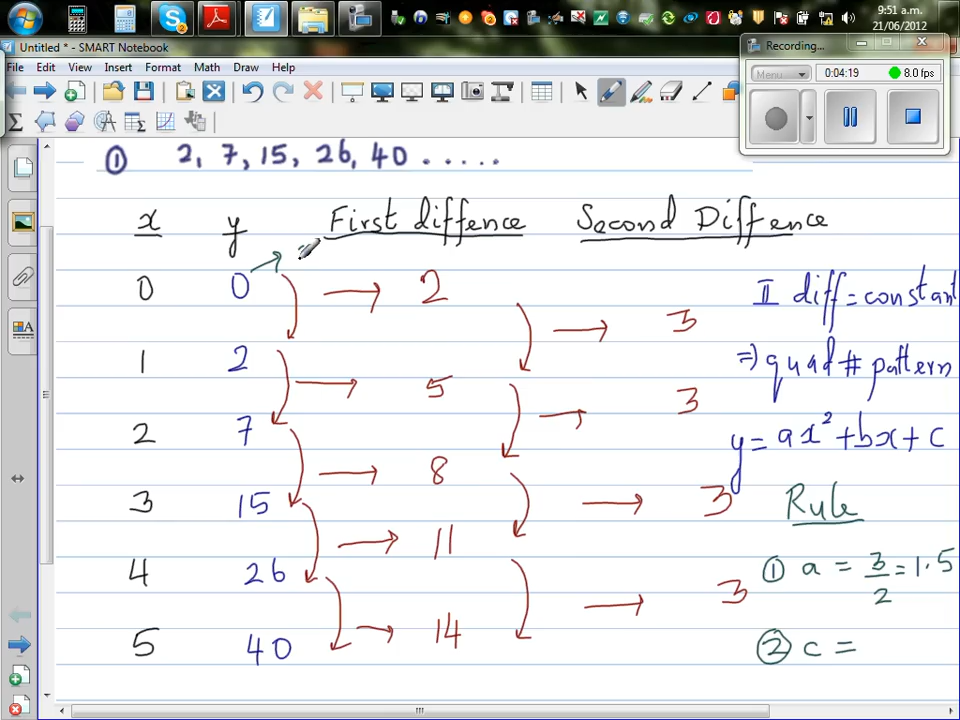 9:51 a.m.
21/06/2012
Untitled * - SMART Notebook
Recording...
File Edit View Insert Format Math Draw Help
Menu 0:04:19 8.0 fps
① 2, 7, 15, 26, 40 .....
x y First diffence Second Diffence
0 0 → 2
→ 3
II diff = constant
1 2 → 5
⇒ quad # pattern
→ 3
2 7 → 8
y = ax² + bx + c
3 15 → 3
Rule
→ 11
4 26 → 3
① a = 3/2 = 1.5
5 40 → 14
② c =